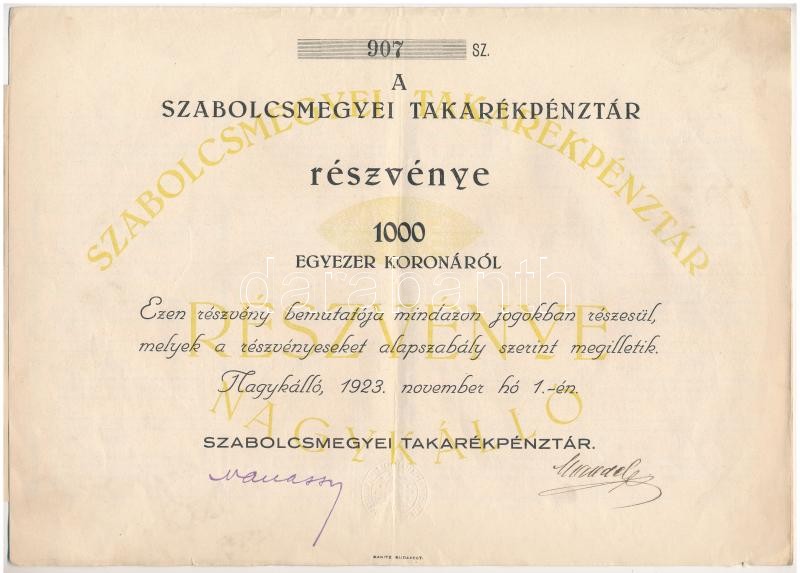 907 SZ.
A
SZABOLCSMEGYEI TAKARÉKPÉNZTÁR
SZABOLCSMEGYEI TAKARÉKPÉNZTÁR
részvénye
1000
EGYEZER KORONÁRÓL
darabanth
Ezen részvény bemutatója mindazon jogokban részesül,
RÉSZVÉNYE
melyek a részvényeseket alapszabály szerint megilletik.
Nagykálló, 1923. november hó 1.-én.
NAGYKÁLLÓ
SZABOLCSMEGYEI TAKARÉKPÉNZTÁR.